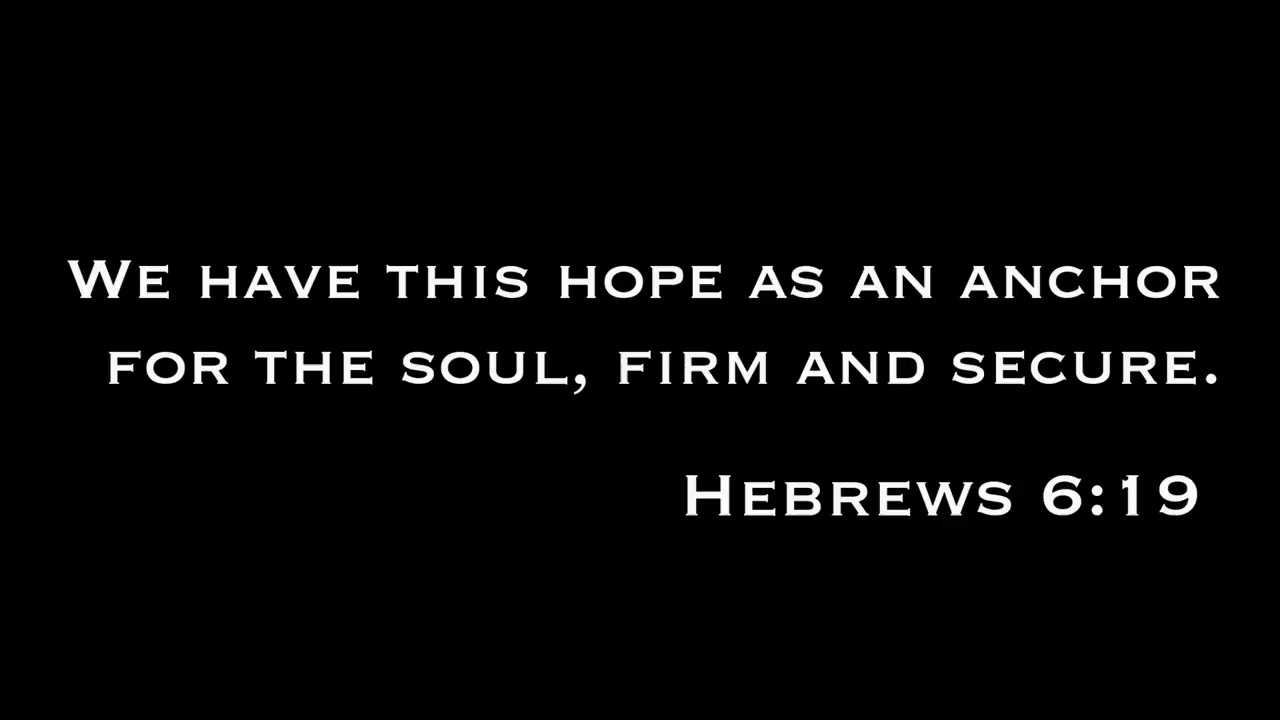 We have this hope as an anchor
for the soul, firm and secure.
Hebrews 6:19